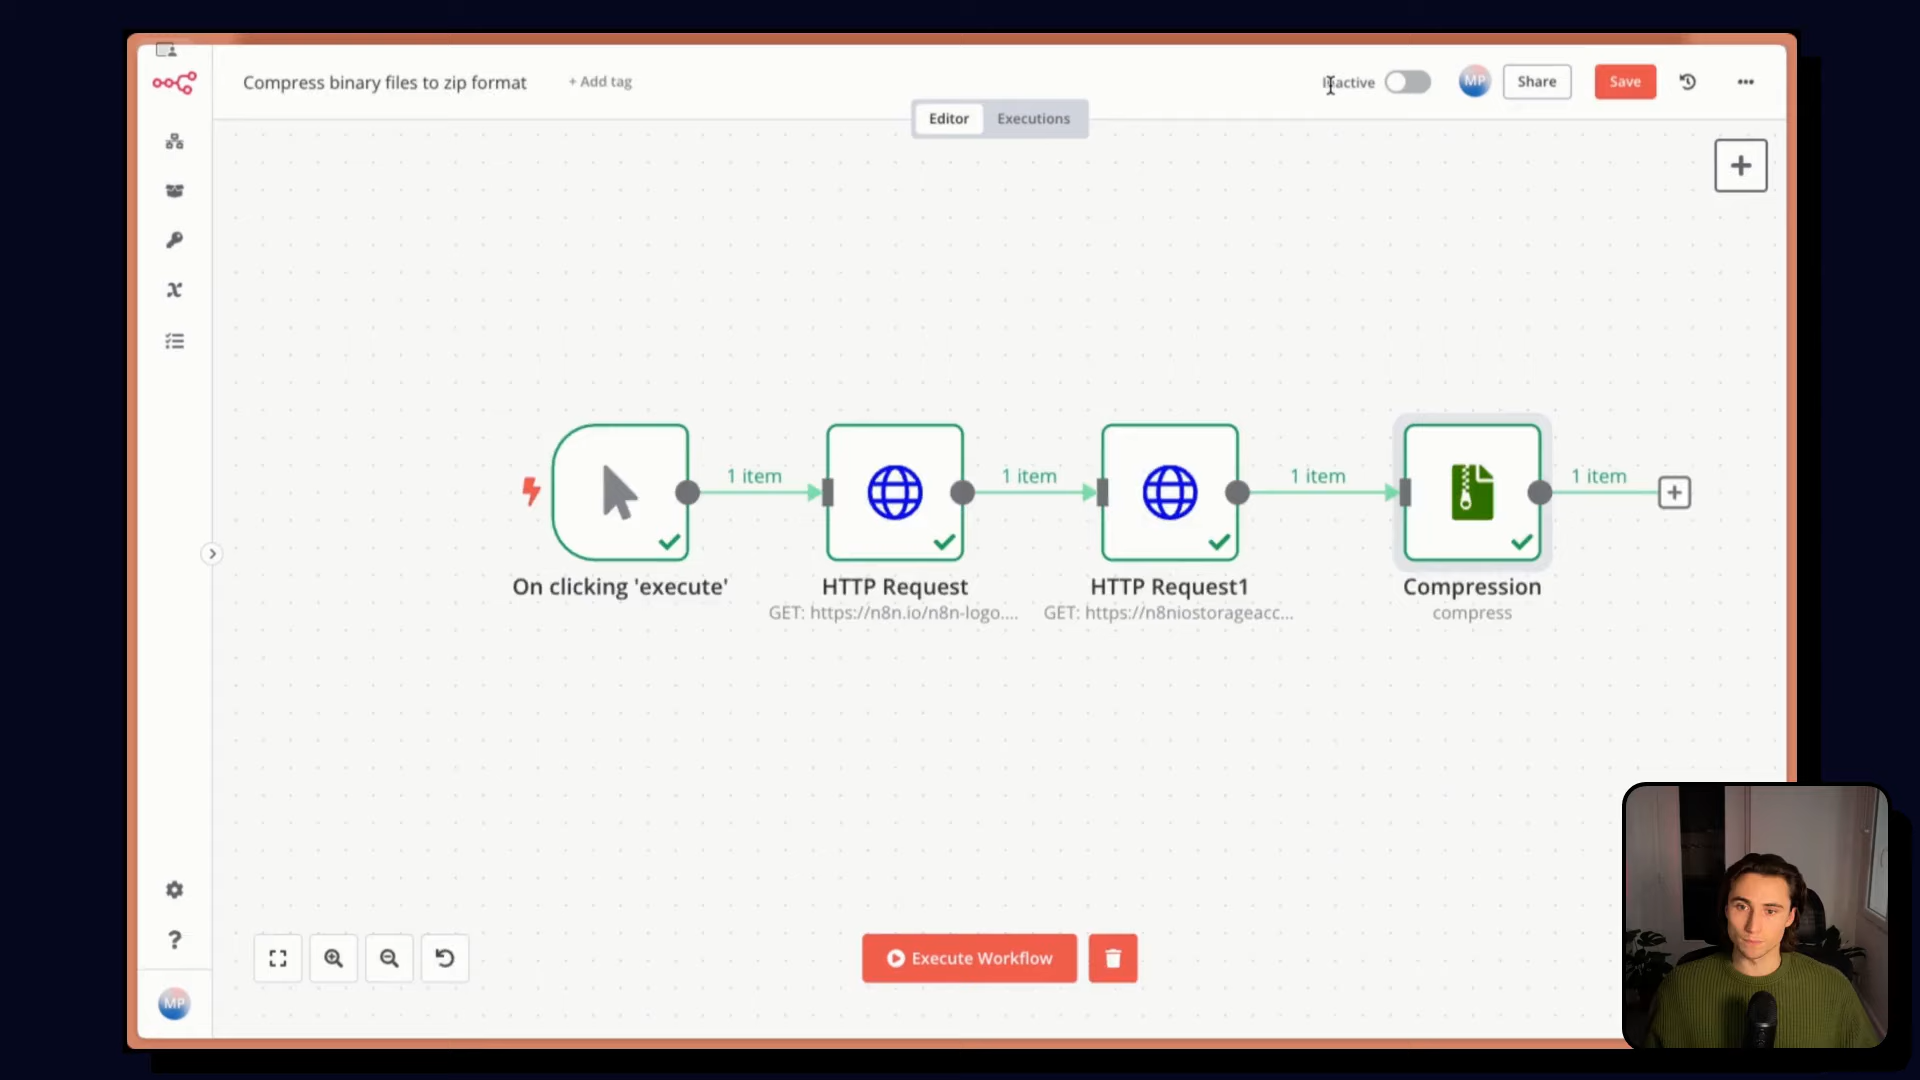 Compress binary files to zip format
+ Add tag
Inactive
MP
Share
Save
Editor
Executions
1 item
1 item
1 item
1 item
On clicking 'execute'
HTTP Request
HTTP Request1
Compression
GET: https://n8n.io/n8n-logo....
GET: https://n8niostorageacc...
compress
Execute Workflow
MP